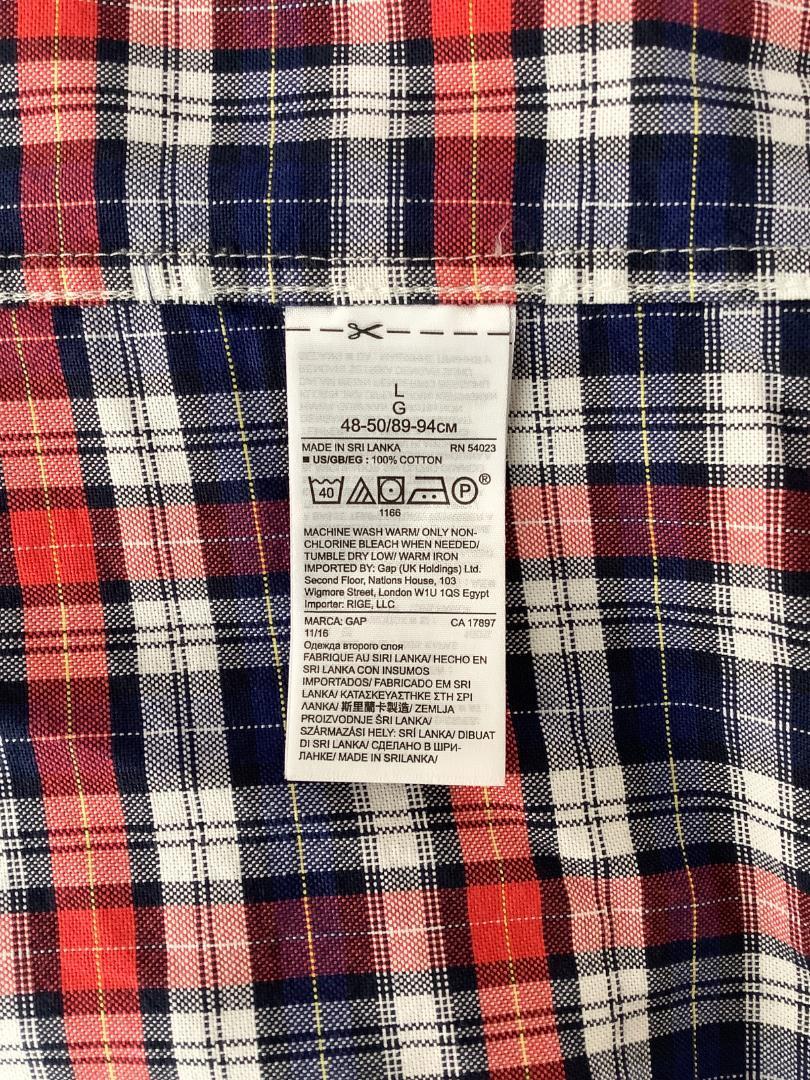 L
G
48-50/89-94CM
MADE IN SRI LANKA RN 54023
■ US/GB/EG : 100% COTTON
40 P ®
1166
MACHINE WASH WARM/ ONLY NON-
CHLORINE BLEACH WHEN NEEDED/
TUMBLE DRY LOW/ WARM IRON
IMPORTED BY: Gap (UK Holdings) Ltd.
Second Floor, Nations House, 103
Wigmore Street, London W1U 1QS Egypt
Importer: RIGE, LLC
MARCA: GAP CA 17897
11/16
Одежда второго слоя
FABRIQUE AU SIRI LANKA/ HECHO EN
SRI LANKA CON INSUMOS
IMPORTADOS/ FABRICADO EM SRI
LANKA/ ΚΑΤΑΣΚΕΥΑΣΤΗΚΕ ΣΤΗ ΣΡΙ
ΛΑΝΚΑ/ 斯里蘭卡製造/ ZEMLJA
PROIZVODNJE ŠRI LANKA/
SZÁRMAZÁSI HELY: SRÍ LANKA/ DIBUAT
DI SRI LANKA/ СДЕЛАНО В ШРИ-
ЛАНКЕ/ MADE IN SRILANKA/